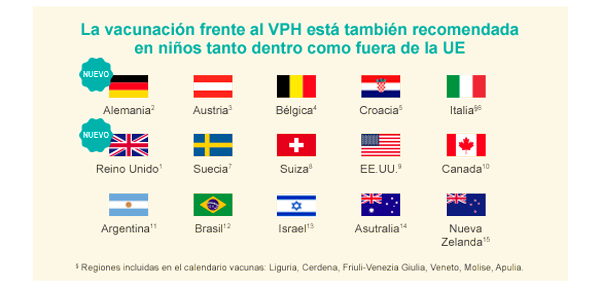 La vacunación frente al VPH está también recomendada
en niños tanto dentro como fuera de la UE
NUEVO
Alemania² Austria³ Bélgica⁴ Croacia⁵ Italia§⁶
NUEVO
Reino Unido¹ Suecia⁷ Suiza⁸ EE.UU.⁹ Canada¹⁰
Argentina¹¹ Brasil¹² Israel¹³ Asutralia¹⁴ Nueva
Zelanda¹⁵
§ Regiones incluidas en el calendario vacunas: Liguria, Cerdena, Friuli-Venezia Giulia, Veneto, Molise, Apulia.